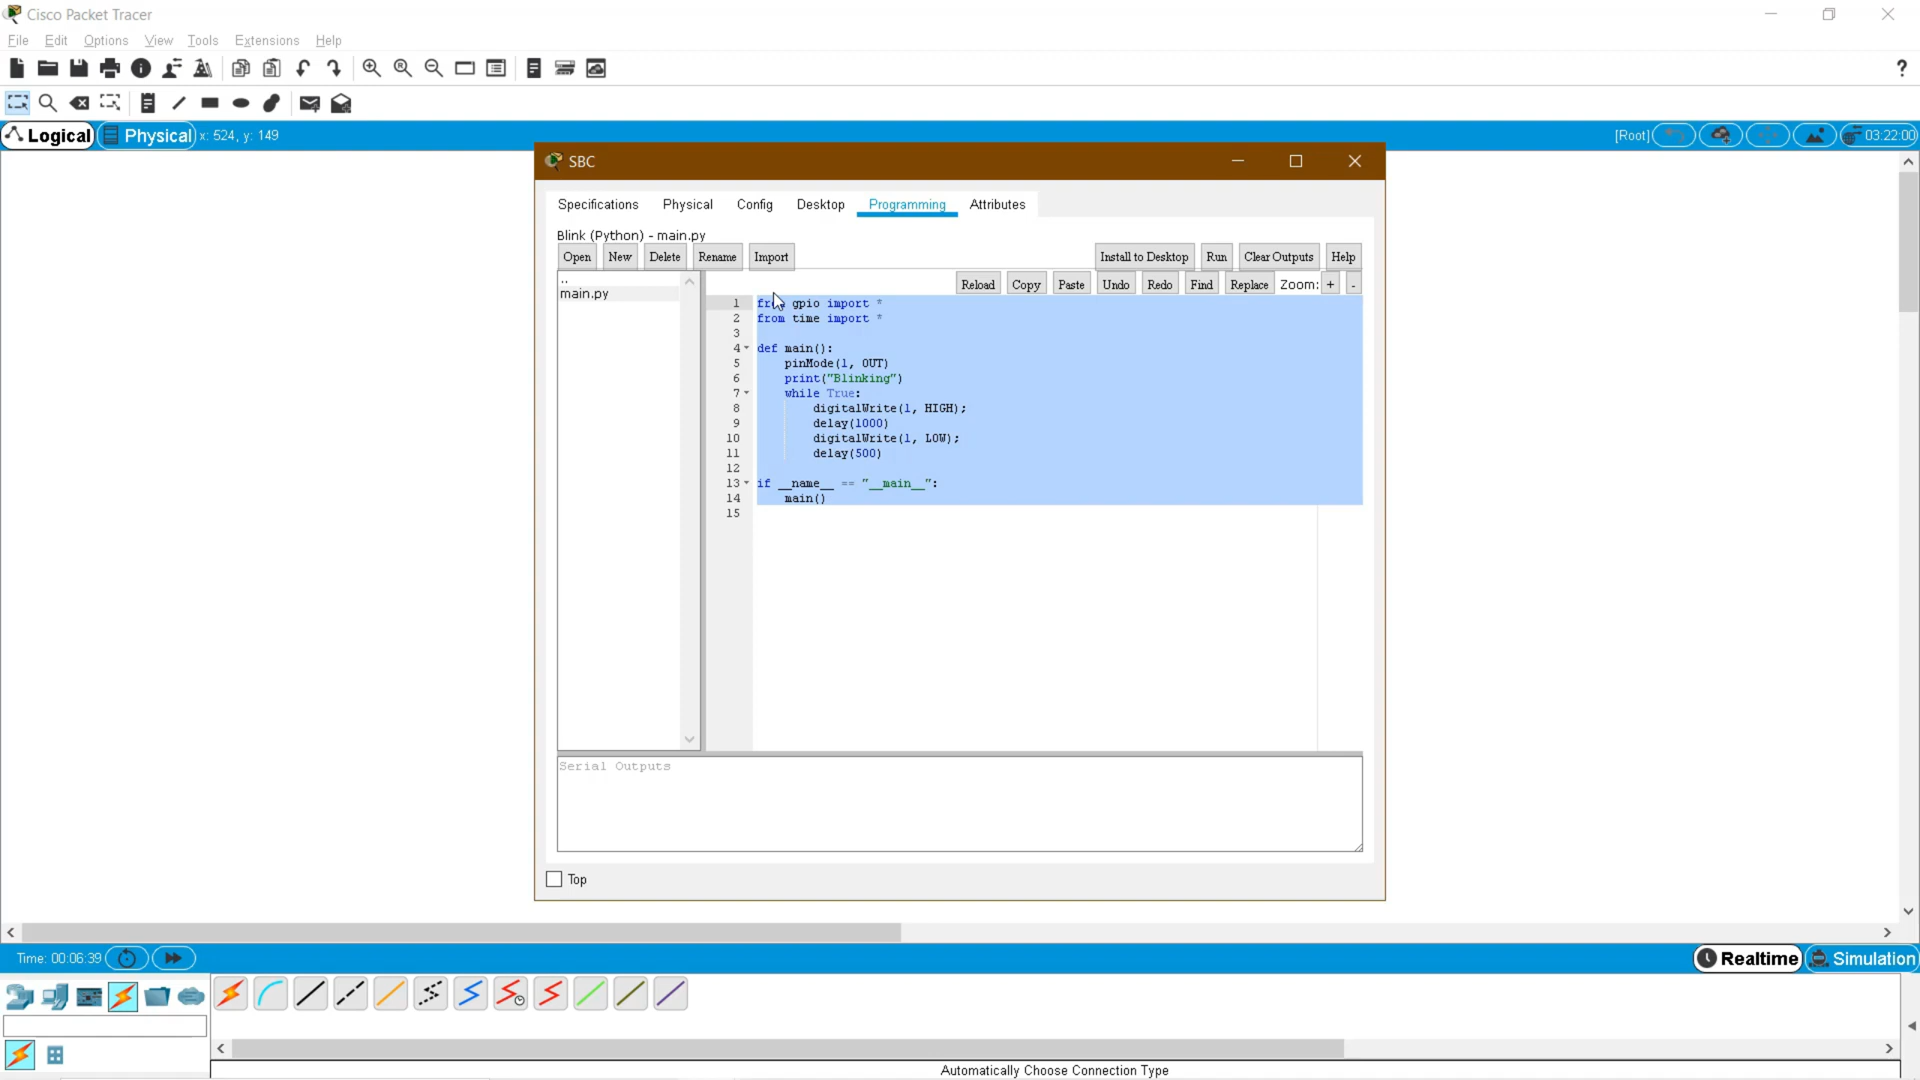 Cisco Packet Tracer
File Edit Options View Tools Extensions Help
?
Logical Physical x: 524, y: 149 [Root] 03:22:00
SBC
Specifications Physical Config Desktop Programming Attributes
Blink (Python) - main.py
Open New Delete Rename Import Install to Desktop Run Clear Outputs Help
..
Reload Copy Paste Undo Redo Find Replace Zoom: + -
main.py
1 from gpio import *
2 from time import *
3
4 def main():
5 pinMode(1, OUT)
6 print("Blinking")
7 while True:
8 digitalWrite(1, HIGH);
9 delay(1000)
10 digitalWrite(1, LOW);
11 delay(500)
12
13 if __name__ == "__main__":
14 main()
15
Serial Outputs
Top
Time: 00:06:39 Realtime Simulation
Automatically Choose Connection Type